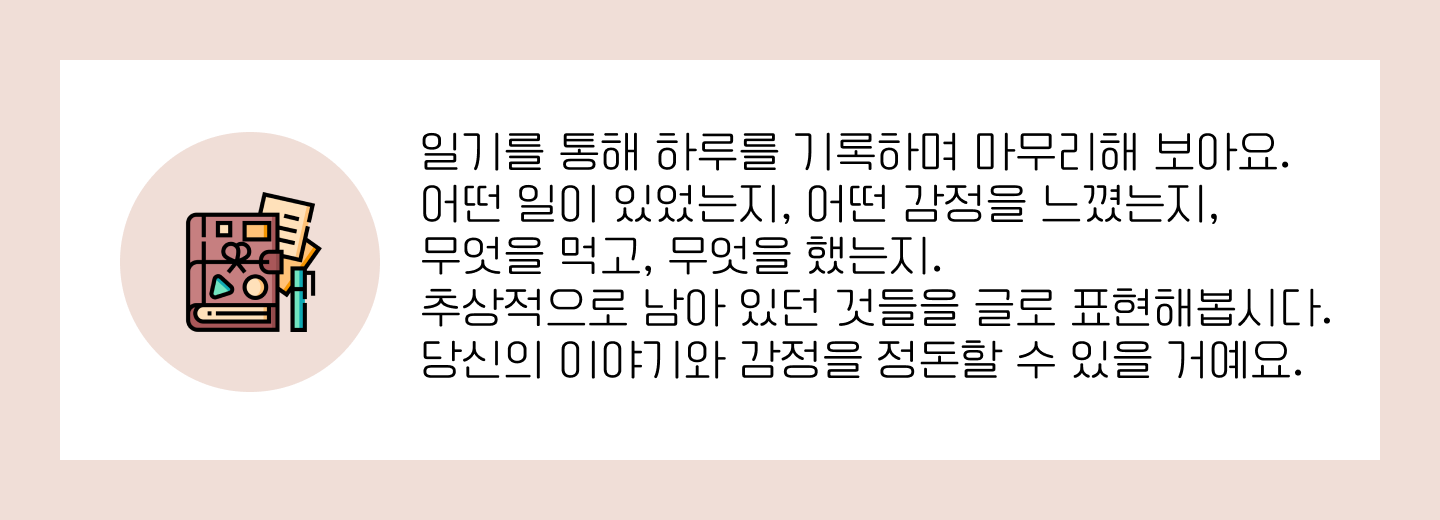 일기를 통해 하루를 기록하며 마무리해 보아요.
어떤 일이 있었는지, 어떤 감정을 느꼈는지,
무엇을 먹고, 무엇을 했는지.
추상적으로 남아 있던 것들을 글로 표현해봅시다.
당신의 이야기와 감정을 정돈할 수 있을 거예요.